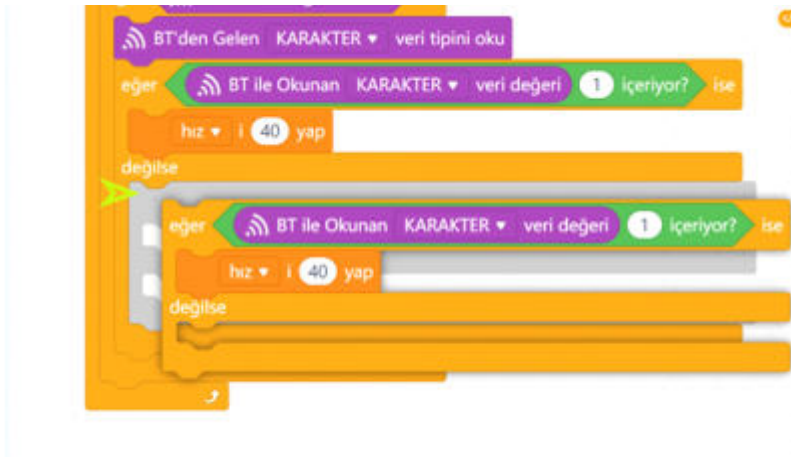 BT'den Gelen KARAKTER veri tipini oku
eğer BT ile Okunan KARAKTER veri değeri 1 içeriyor? ise
hız i 40 yap
değilse
eğer BT ile Okunan KARAKTER veri değeri 1 içeriyor? ise
hız i 40 yap
değilse